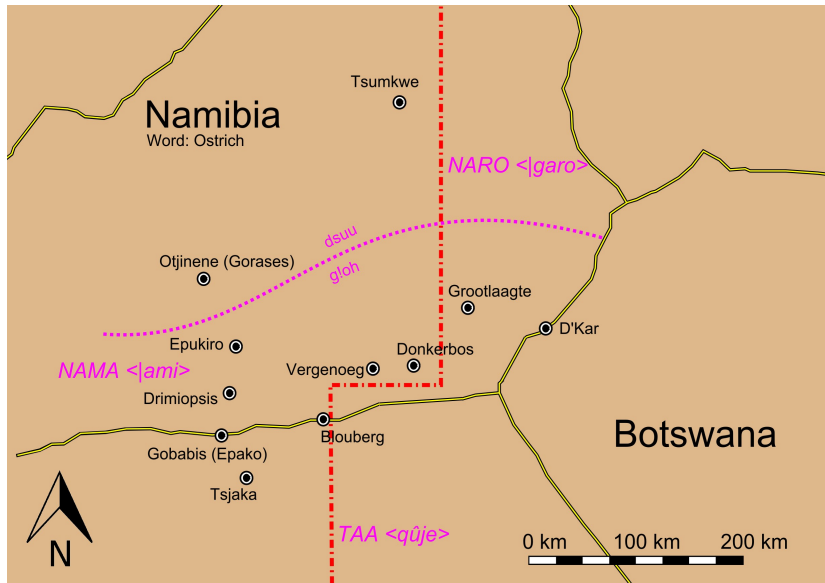 Tsumkwe
Namibia
Word: Ostrich
NARO <|garo>
dsuu
g!oh
Otjinene (Gorases)
Grootlaagte
D'Kar
Epukiro
Donkerbos
NAMA <|ami>
Vergenoeg
Drimiopsis
Blouberg
Botswana
Gobabis (Epako)
Tsjaka
TAA <qûje>
N
0 km 100 km 200 km